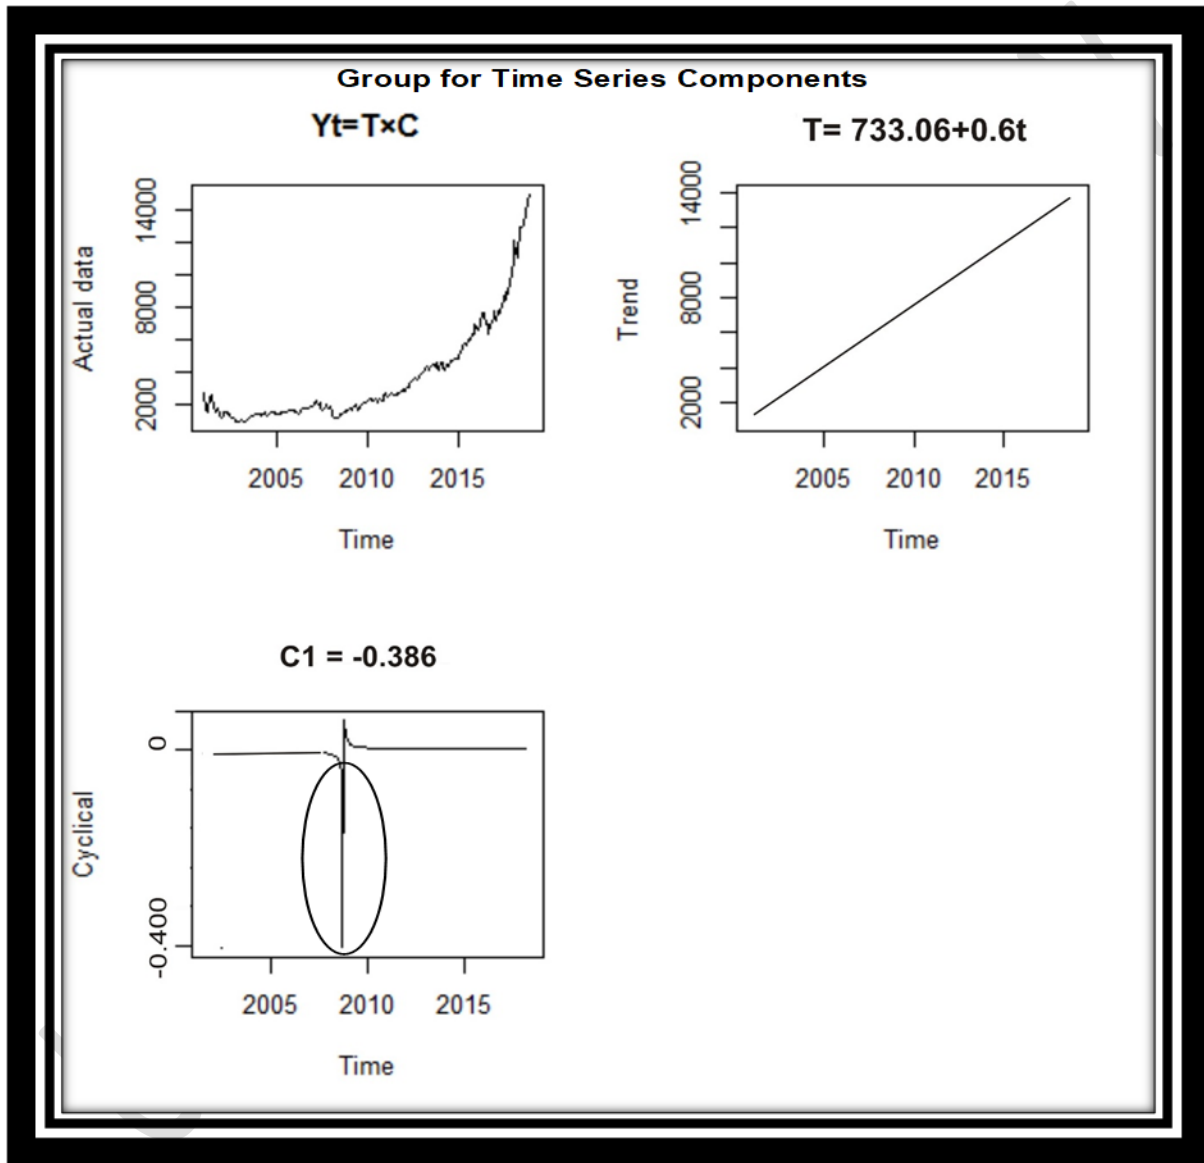 Group for Time Series Components
Yt=T×C
Actual data
14000
8000
2000
2005 2010 2015
Time
T= 733.06+0.6t
Trend
14000
8000
2000
2005 2010 2015
Time
C1 = -0.386
Cyclical
0
-0.400
2005 2010 2015
Time